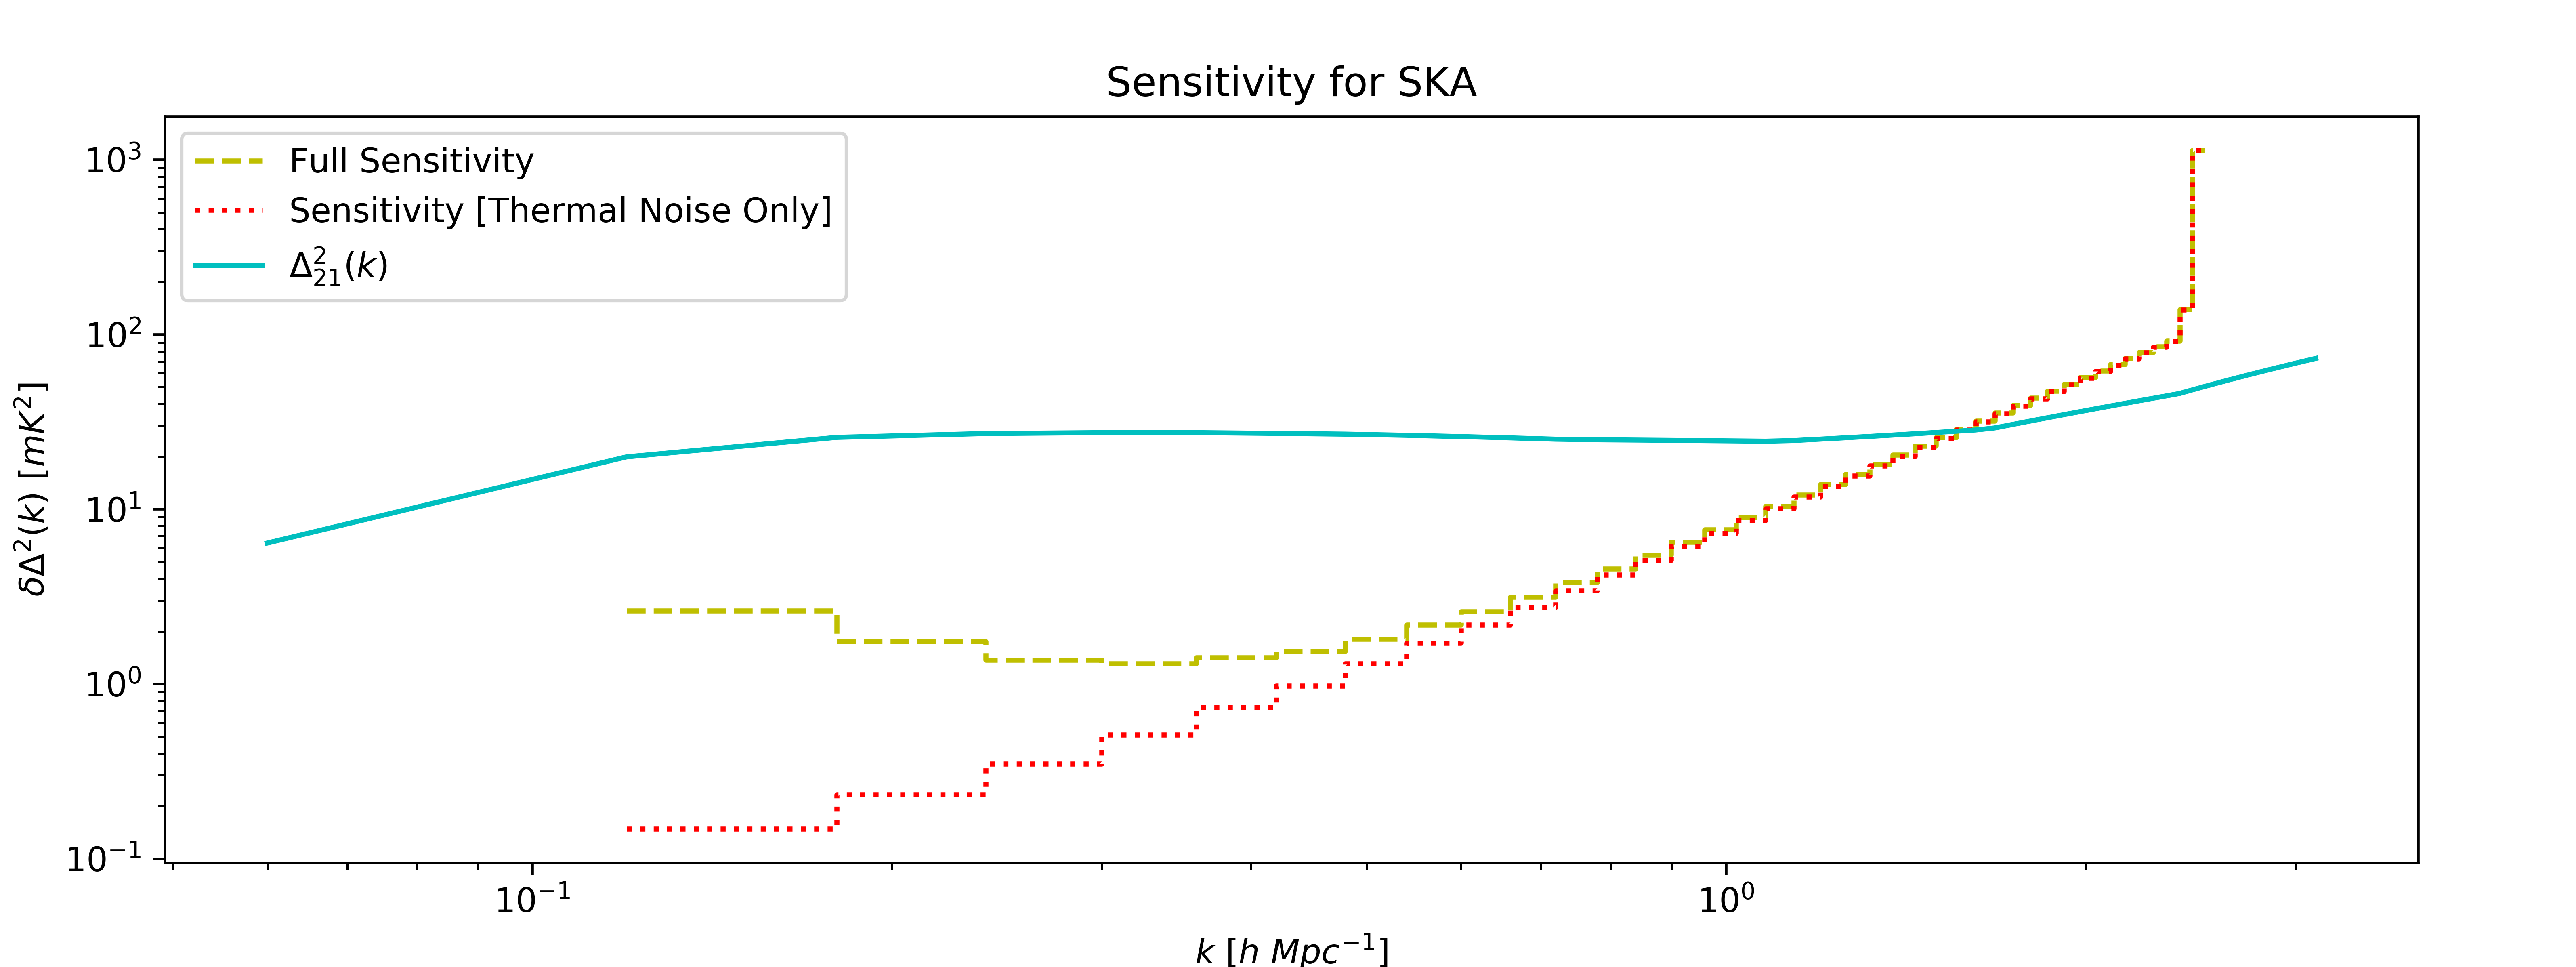 Sensitivity for SKA
Full Sensitivity
Sensitivity [Thermal Noise Only]
Δ²₂₁(k)
10³
10²
10¹
10⁰
10⁻¹
δΔ²(k) [mK²]
10⁻¹ 10⁰
k [h Mpc⁻¹]